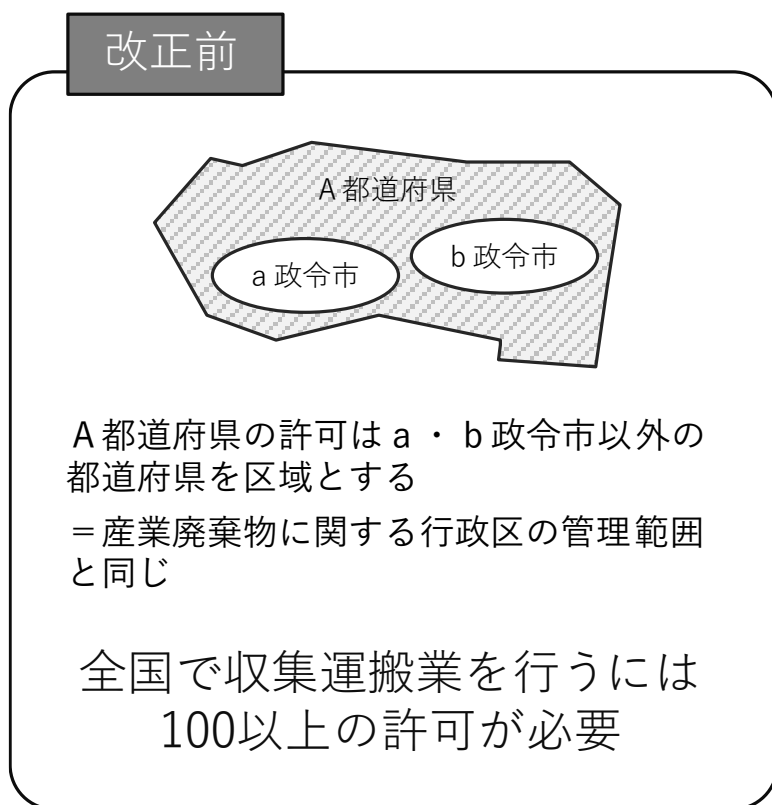 改正前
A都道府県
a政令市
b政令市
A都道府県の許可はa・b政令市以外の
都道府県を区域とする
＝産業廃棄物に関する行政区の管理範囲
と同じ
全国で収集運搬業を行うには
100以上の許可が必要